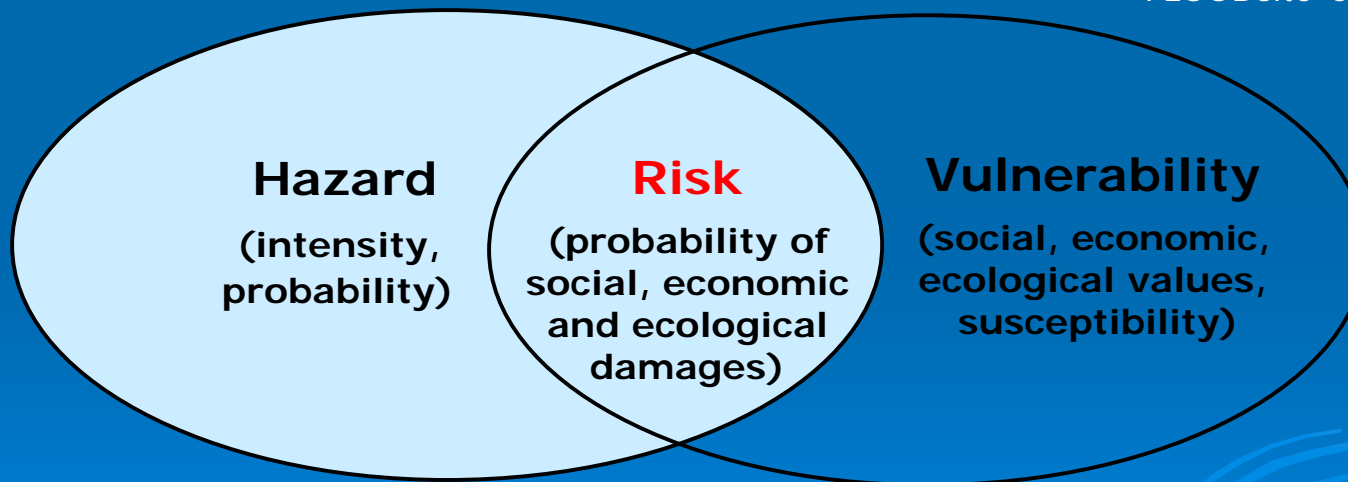 Hazard
(intensity,
probability)
Risk
(probability of
social, economic
and ecological
damages)
Vulnerability
(social, economic,
ecological values,
susceptibility)